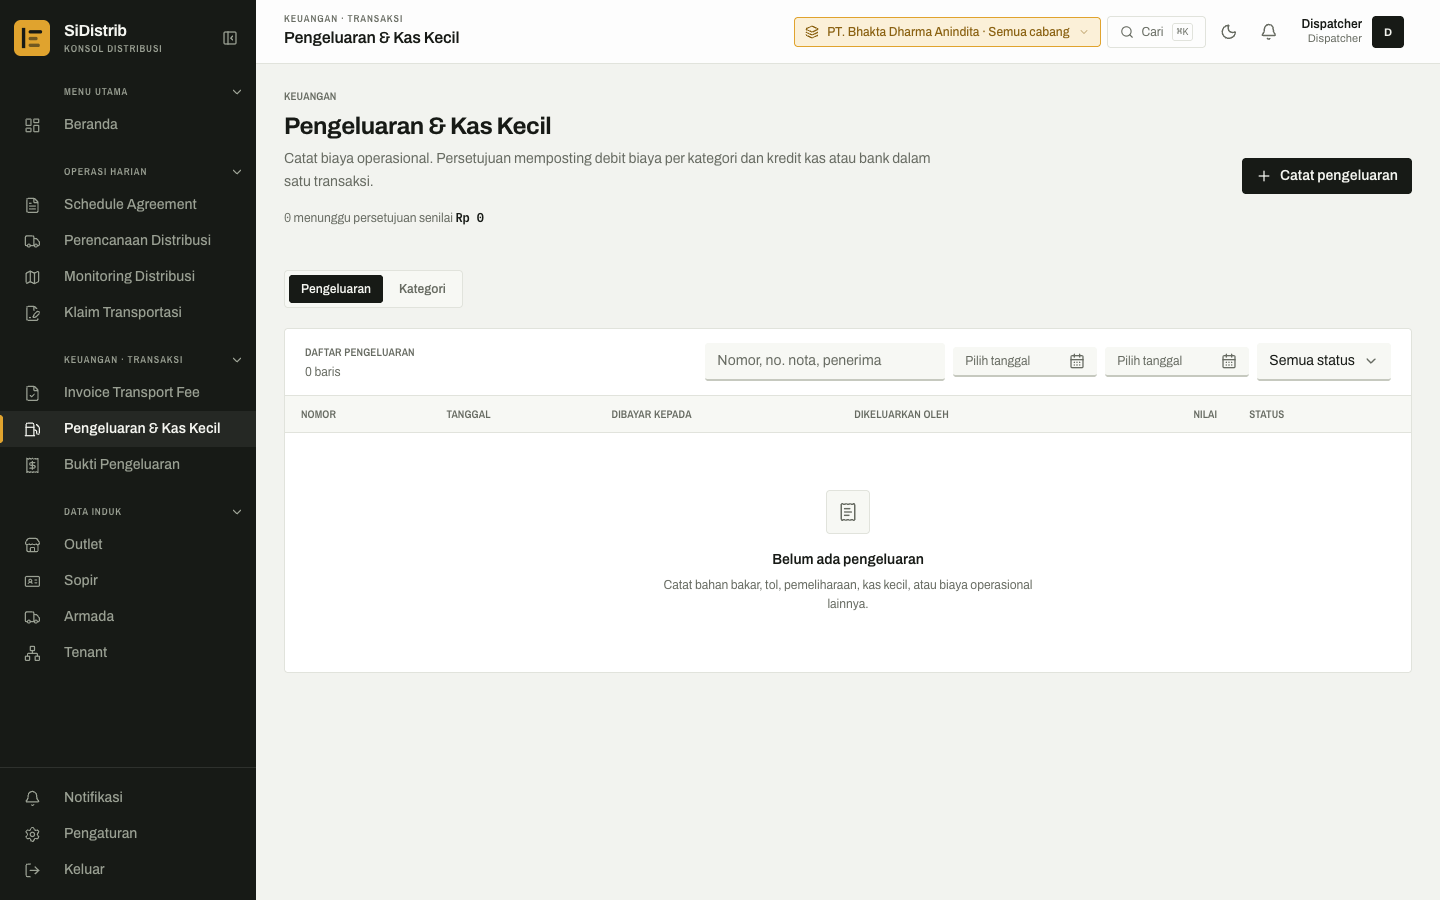 SiDistrib
KONSOL DISTRIBUSI
MENU UTAMA
Beranda
OPERASI HARIAN
Schedule Agreement
Perencanaan Distribusi
Monitoring Distribusi
Klaim Transportasi
KEUANGAN · TRANSAKSI
Invoice Transport Fee
Pengeluaran & Kas Kecil
Bukti Pengeluaran
DATA INDUK
Outlet
Sopir
Armada
Tenant
Notifikasi
Pengaturan
Keluar
KEUANGAN · TRANSAKSI
Pengeluaran & Kas Kecil
PT. Bhakta Dharma Anindita · Semua cabang
Cari ⌘K
Dispatcher
Dispatcher
D
KEUANGAN
Pengeluaran & Kas Kecil
Catat biaya operasional. Persetujuan memposting debit biaya per kategori dan kredit kas atau bank dalam
satu transaksi.
0 menunggu persetujuan senilai Rp 0
Catat pengeluaran
Pengeluaran Kategori
DAFTAR PENGELUARAN
0 baris
Nomor, no. nota, penerima Pilih tanggal Pilih tanggal Semua status
NOMOR TANGGAL DIBAYAR KEPADA DIKELUARKAN OLEH NILAI STATUS
Belum ada pengeluaran
Catat bahan bakar, tol, pemeliharaan, kas kecil, atau biaya operasional
lainnya.